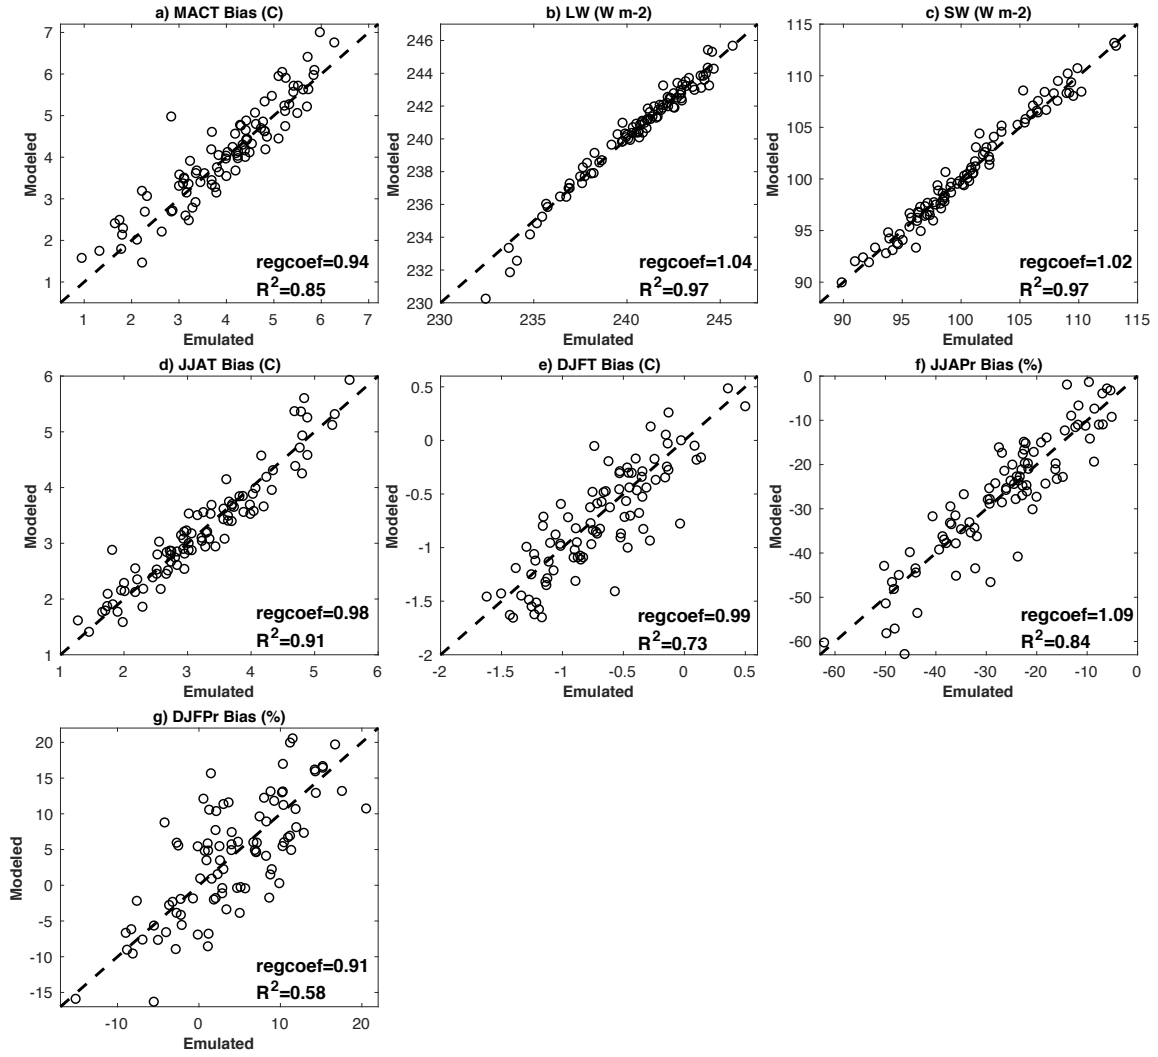 a) MACT Bias (C)
7
6
5
4
3
2
1
Modeled
1 2 3 4 5 6 7
Emulated
regcoef=0.94
R2=0.85
b) LW (W m-2)
246
244
242
240
238
236
234
232
230
Modeled
230 235 240 245
Emulated
regcoef=1.04
R2=0.97
c) SW (W m-2)
115
110
105
100
95
90
Modeled
90 95 100 105 110 115
Emulated
regcoef=1.02
R2=0.97
d) JJAT Bias (C)
6
5
4
3
2
1
Modeled
1 2 3 4 5 6
Emulated
regcoef=0.98
R2=0.91
e) DJFT Bias (C)
0.5
0
-0.5
-1
-1.5
-2
Modeled
-2 -1.5 -1 -0.5 0 0.5
Emulated
regcoef=0.99
R2=0.73
f) JJAPr Bias (%)
0
-10
-20
-30
-40
-50
-60
Modeled
-60 -50 -40 -30 -20 -10 0
Emulated
regcoef=1.09
R2=0.84
g) DJFPr Bias (%)
20
15
10
5
0
-5
-10
-15
Modeled
-10 0 10 20
Emulated
regcoef=0.91
R2=0.58